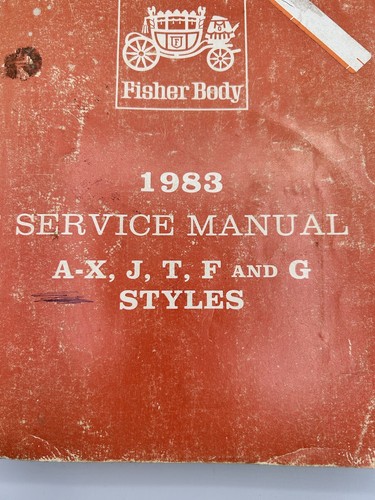 Fisher Body
1983
SERVICE MANUAL
A-X, J, T, F AND G
STYLES